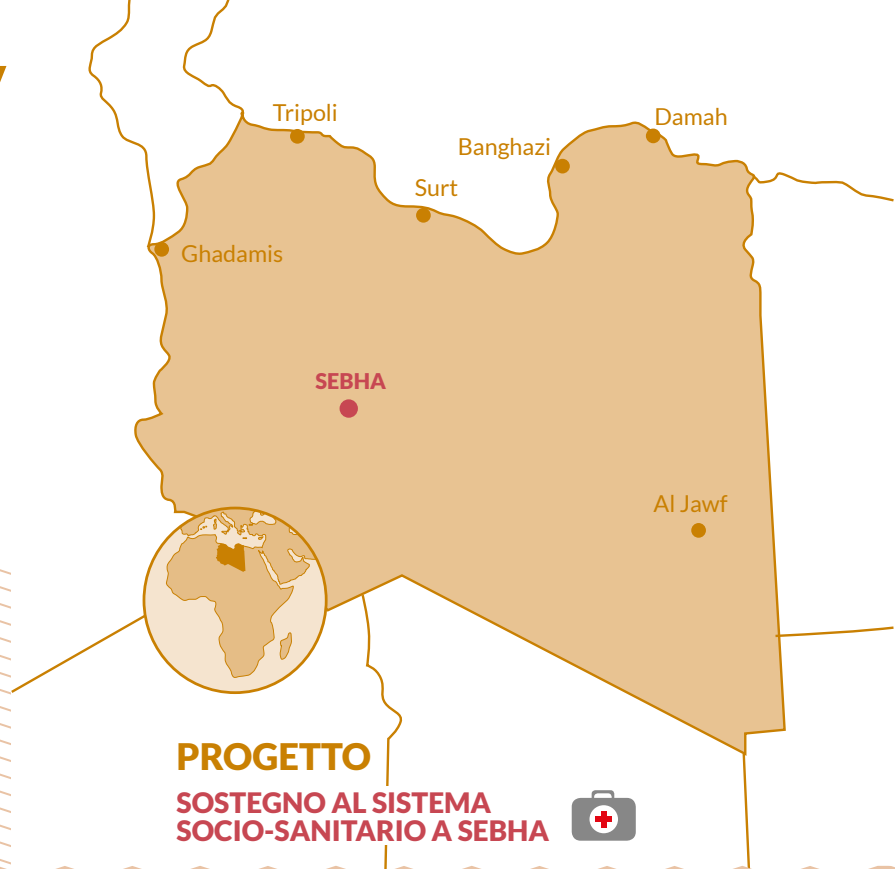 Tripoli
Damah
Banghazi
Surt
Ghadamis
SEBHA
Al Jawf
PROGETTO
SOSTEGNO AL SISTEMA
SOCIO-SANITARIO A SEBHA